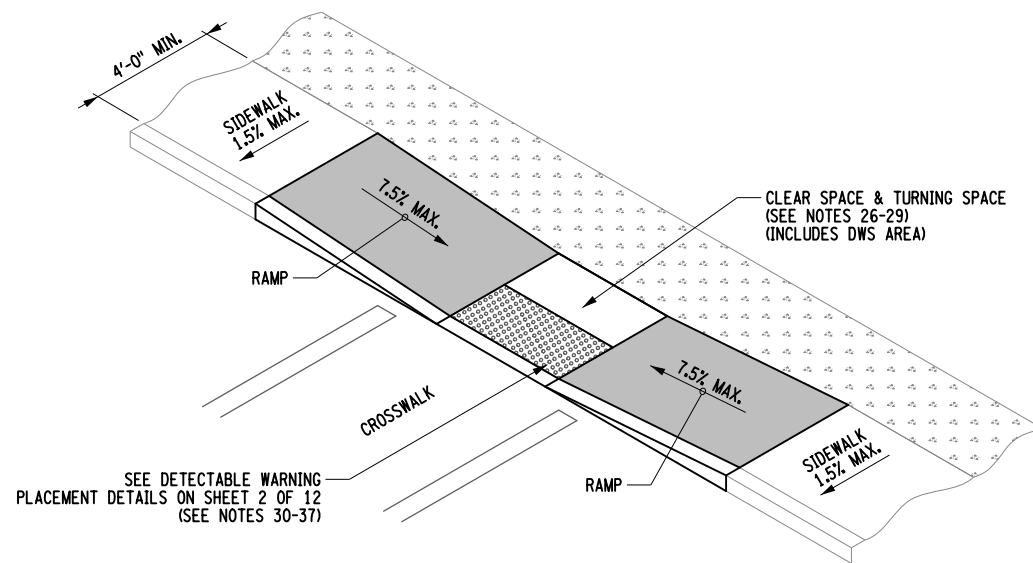 4'-0" MIN.
SIDEWALK
1.5% MAX.
7.5% MAX.
CLEAR SPACE & TURNING SPACE
(SEE NOTES 26-29)
(INCLUDES DWS AREA)
RAMP
7.5% MAX.
CROSSWALK
SIDEWALK
1.5% MAX.
SEE DETECTABLE WARNING
PLACEMENT DETAILS ON SHEET 2 OF 12
(SEE NOTES 30-37)
RAMP